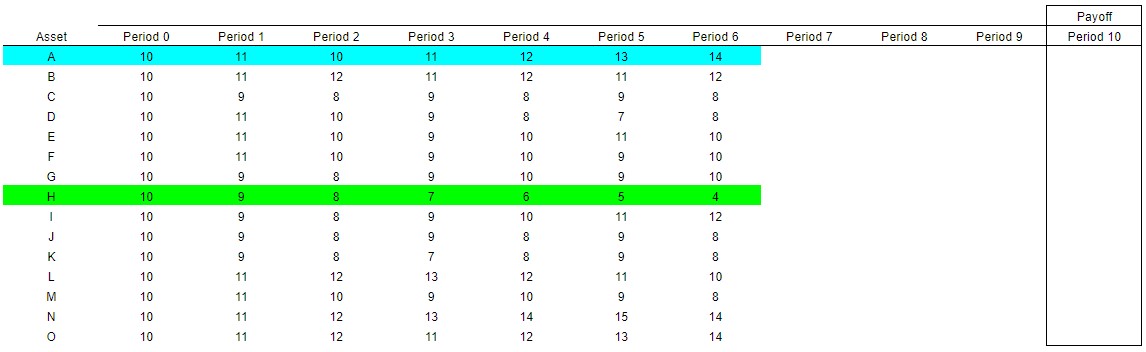 Payoff
Asset Period 0 Period 1 Period 2 Period 3 Period 4 Period 5 Period 6 Period 7 Period 8 Period 9 Period 10
A 10 11 10 11 12 13 14
B 10 11 12 11 12 11 12
C 10 9 8 9 8 9 8
D 10 11 10 9 8 7 8
E 10 11 10 9 10 11 10
F 10 11 10 9 10 9 10
G 10 9 8 9 10 9 10
H 10 9 8 7 6 5 4
I 10 9 8 9 10 11 12
J 10 9 8 9 8 9 8
K 10 9 8 7 8 9 8
L 10 11 12 13 12 11 10
M 10 11 10 9 10 9 8
N 10 11 12 13 14 15 14
O 10 11 12 11 12 13 14